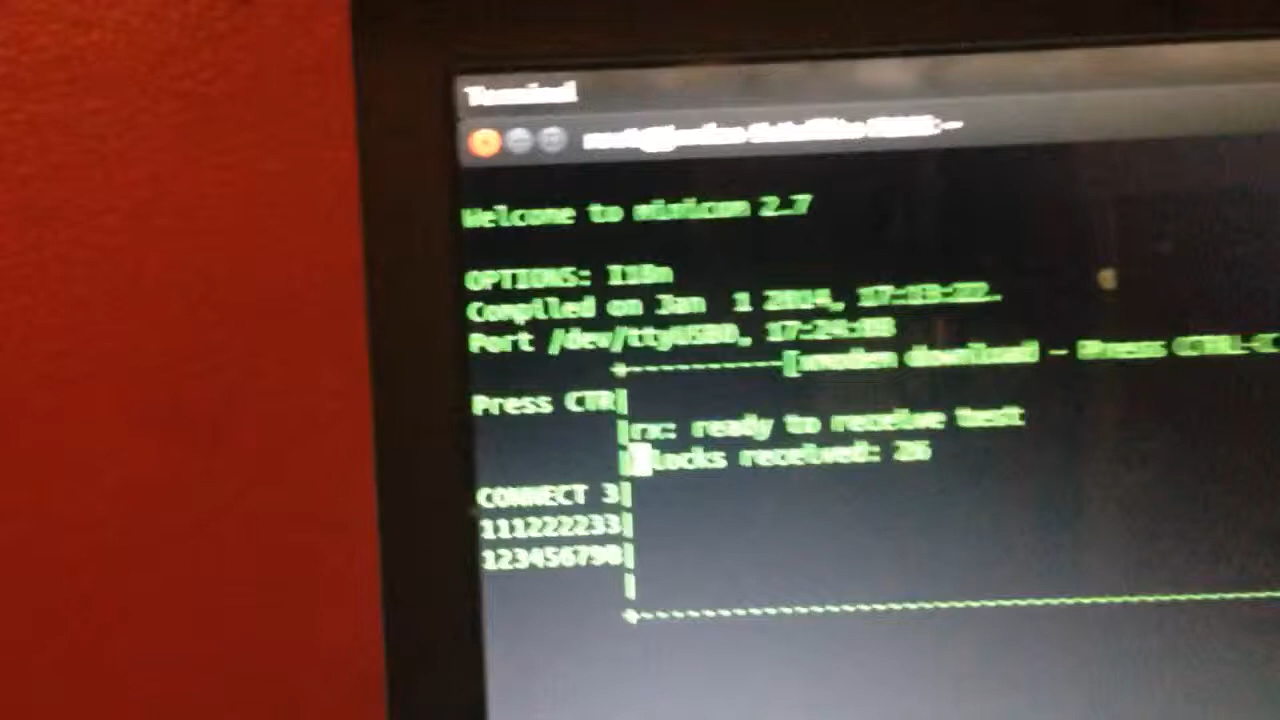 Terminal
Welcome to minicom 2.7
OPTIONS: I18n
Compiled on Jan 1 2014, 17:13:22.
Port /dev/ttyUSB0, 17:24:03
[xmodem download - Press CTRL-C
Press CTR
rx: ready to receive test
locks received: 26
CONNECT 3
111222233
123456790